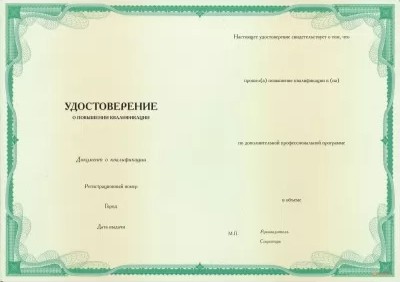 УДОСТОВЕРЕНИЕ
О ПОВЫШЕНИИ КВАЛИФИКАЦИИ
Документ о квалификации
Регистрационный номер
Город
Дата выдачи
Настоящее удостоверение свидетельствует о том, что
прошел(а) повышение квалификации в (на)
по дополнительной профессиональной программе
в объеме
М.П.
Руководитель
Секретарь